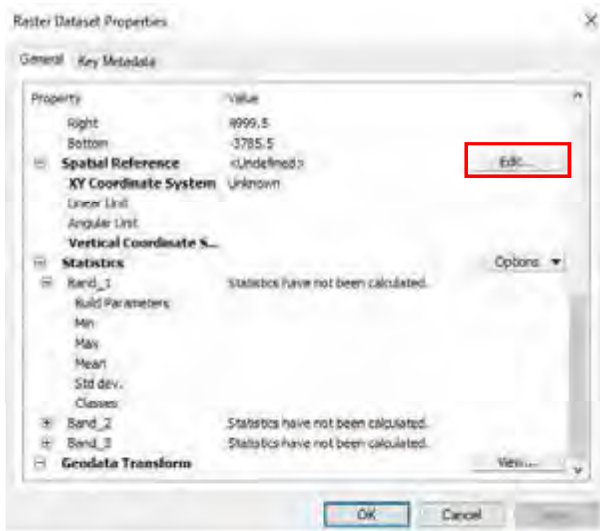 Raster Dataset Properties
General Key Metadata
Property Value
Right 4999.5
Bottom -3785.5
Spatial Reference <Undefined> Edit...
XY Coordinate System Unknown
Linear Unit
Angular Unit
Vertical Coordinate S...
Statistics Options
Band_1 Statistics have not been calculated.
Build Parameters
Min
Max
Mean
Std dev.
Classes
Band_2 Statistics have not been calculated.
Band_3 Statistics have not been calculated.
Geodata Transform View...
OK Cancel